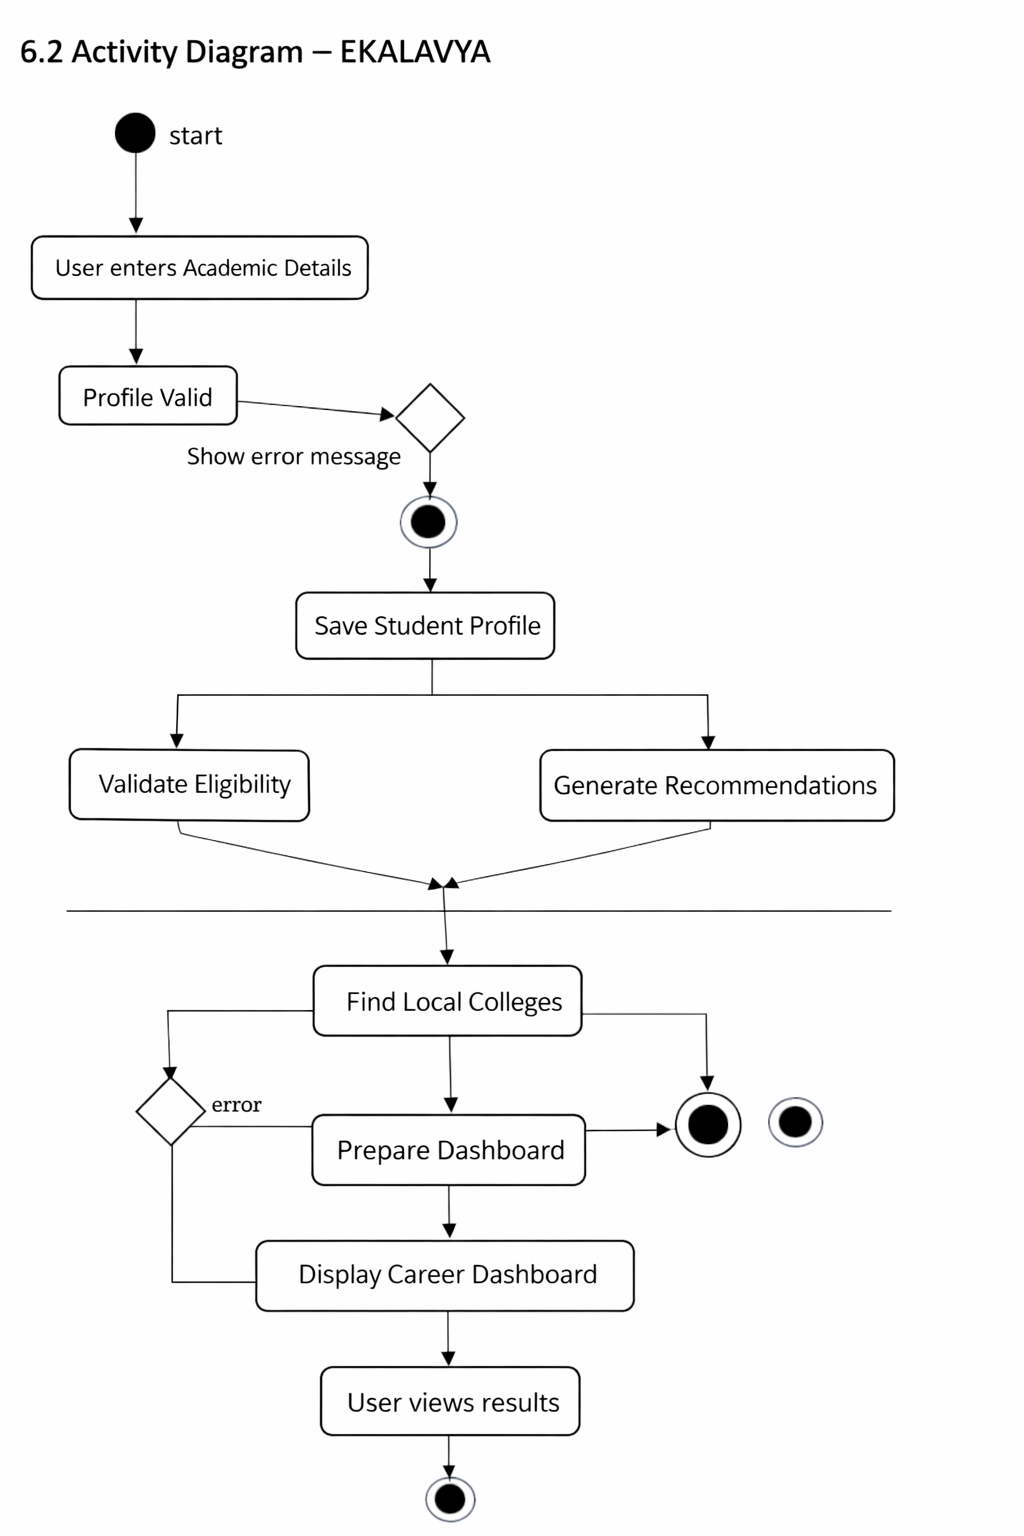 6.2 Activity Diagram – EKALAVYA
start
User enters Academic Details
Profile Valid
Show error message
Save Student Profile
Validate Eligibility
Generate Recommendations
Find Local Colleges
error
Prepare Dashboard
Display Career Dashboard
User views results